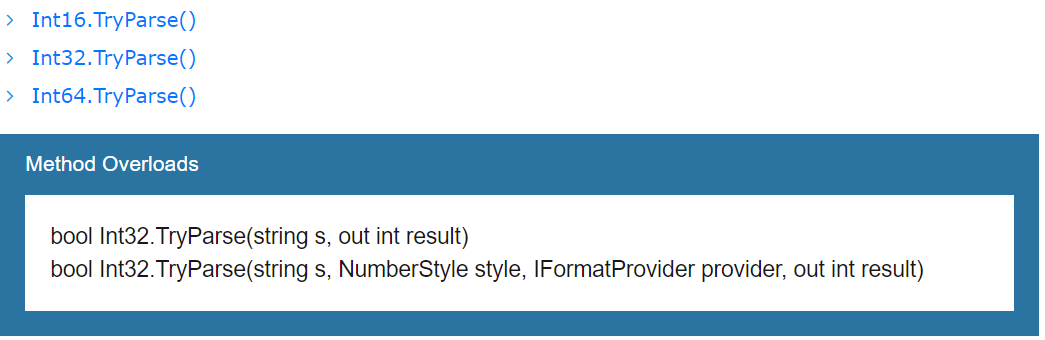 Int16.TryParse()
Int32.TryParse()
Int64.TryParse()
Method Overloads
bool Int32.TryParse(string s, out int result)
bool Int32.TryParse(string s, NumberStyle style, IFormatProvider provider, out int result)